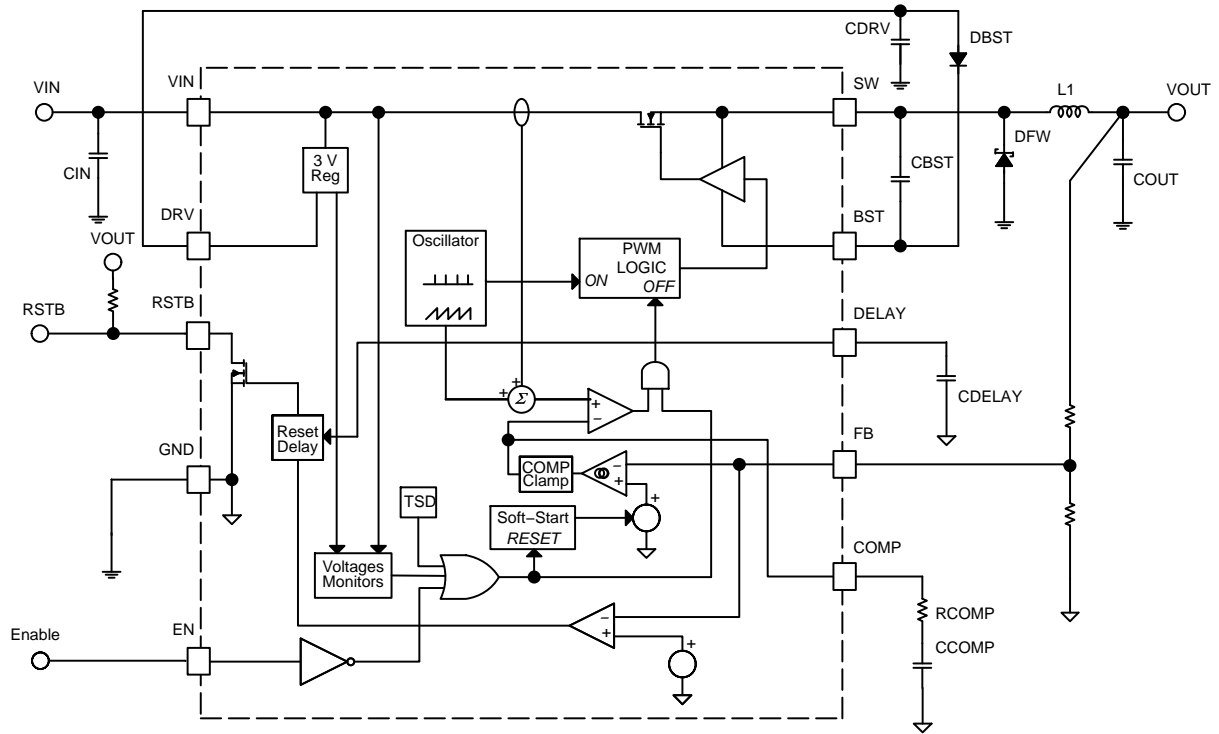 CDRV
DBST
VIN
VIN
SW
L1
VOUT
DFW
CIN
3 V
Reg
CBST
COUT
DRV
BST
VOUT
Oscillator
PWM
LOGIC
ON
OFF
RSTB
RSTB
DELAY
+
+
Σ
+
−
CDELAY
Reset
Delay
FB
GND
COMP
Clamp
−
+
+
TSD
Soft−Start
RESET
COMP
Voltages
Monitors
RCOMP
−
+
+
CCOMP
Enable
EN